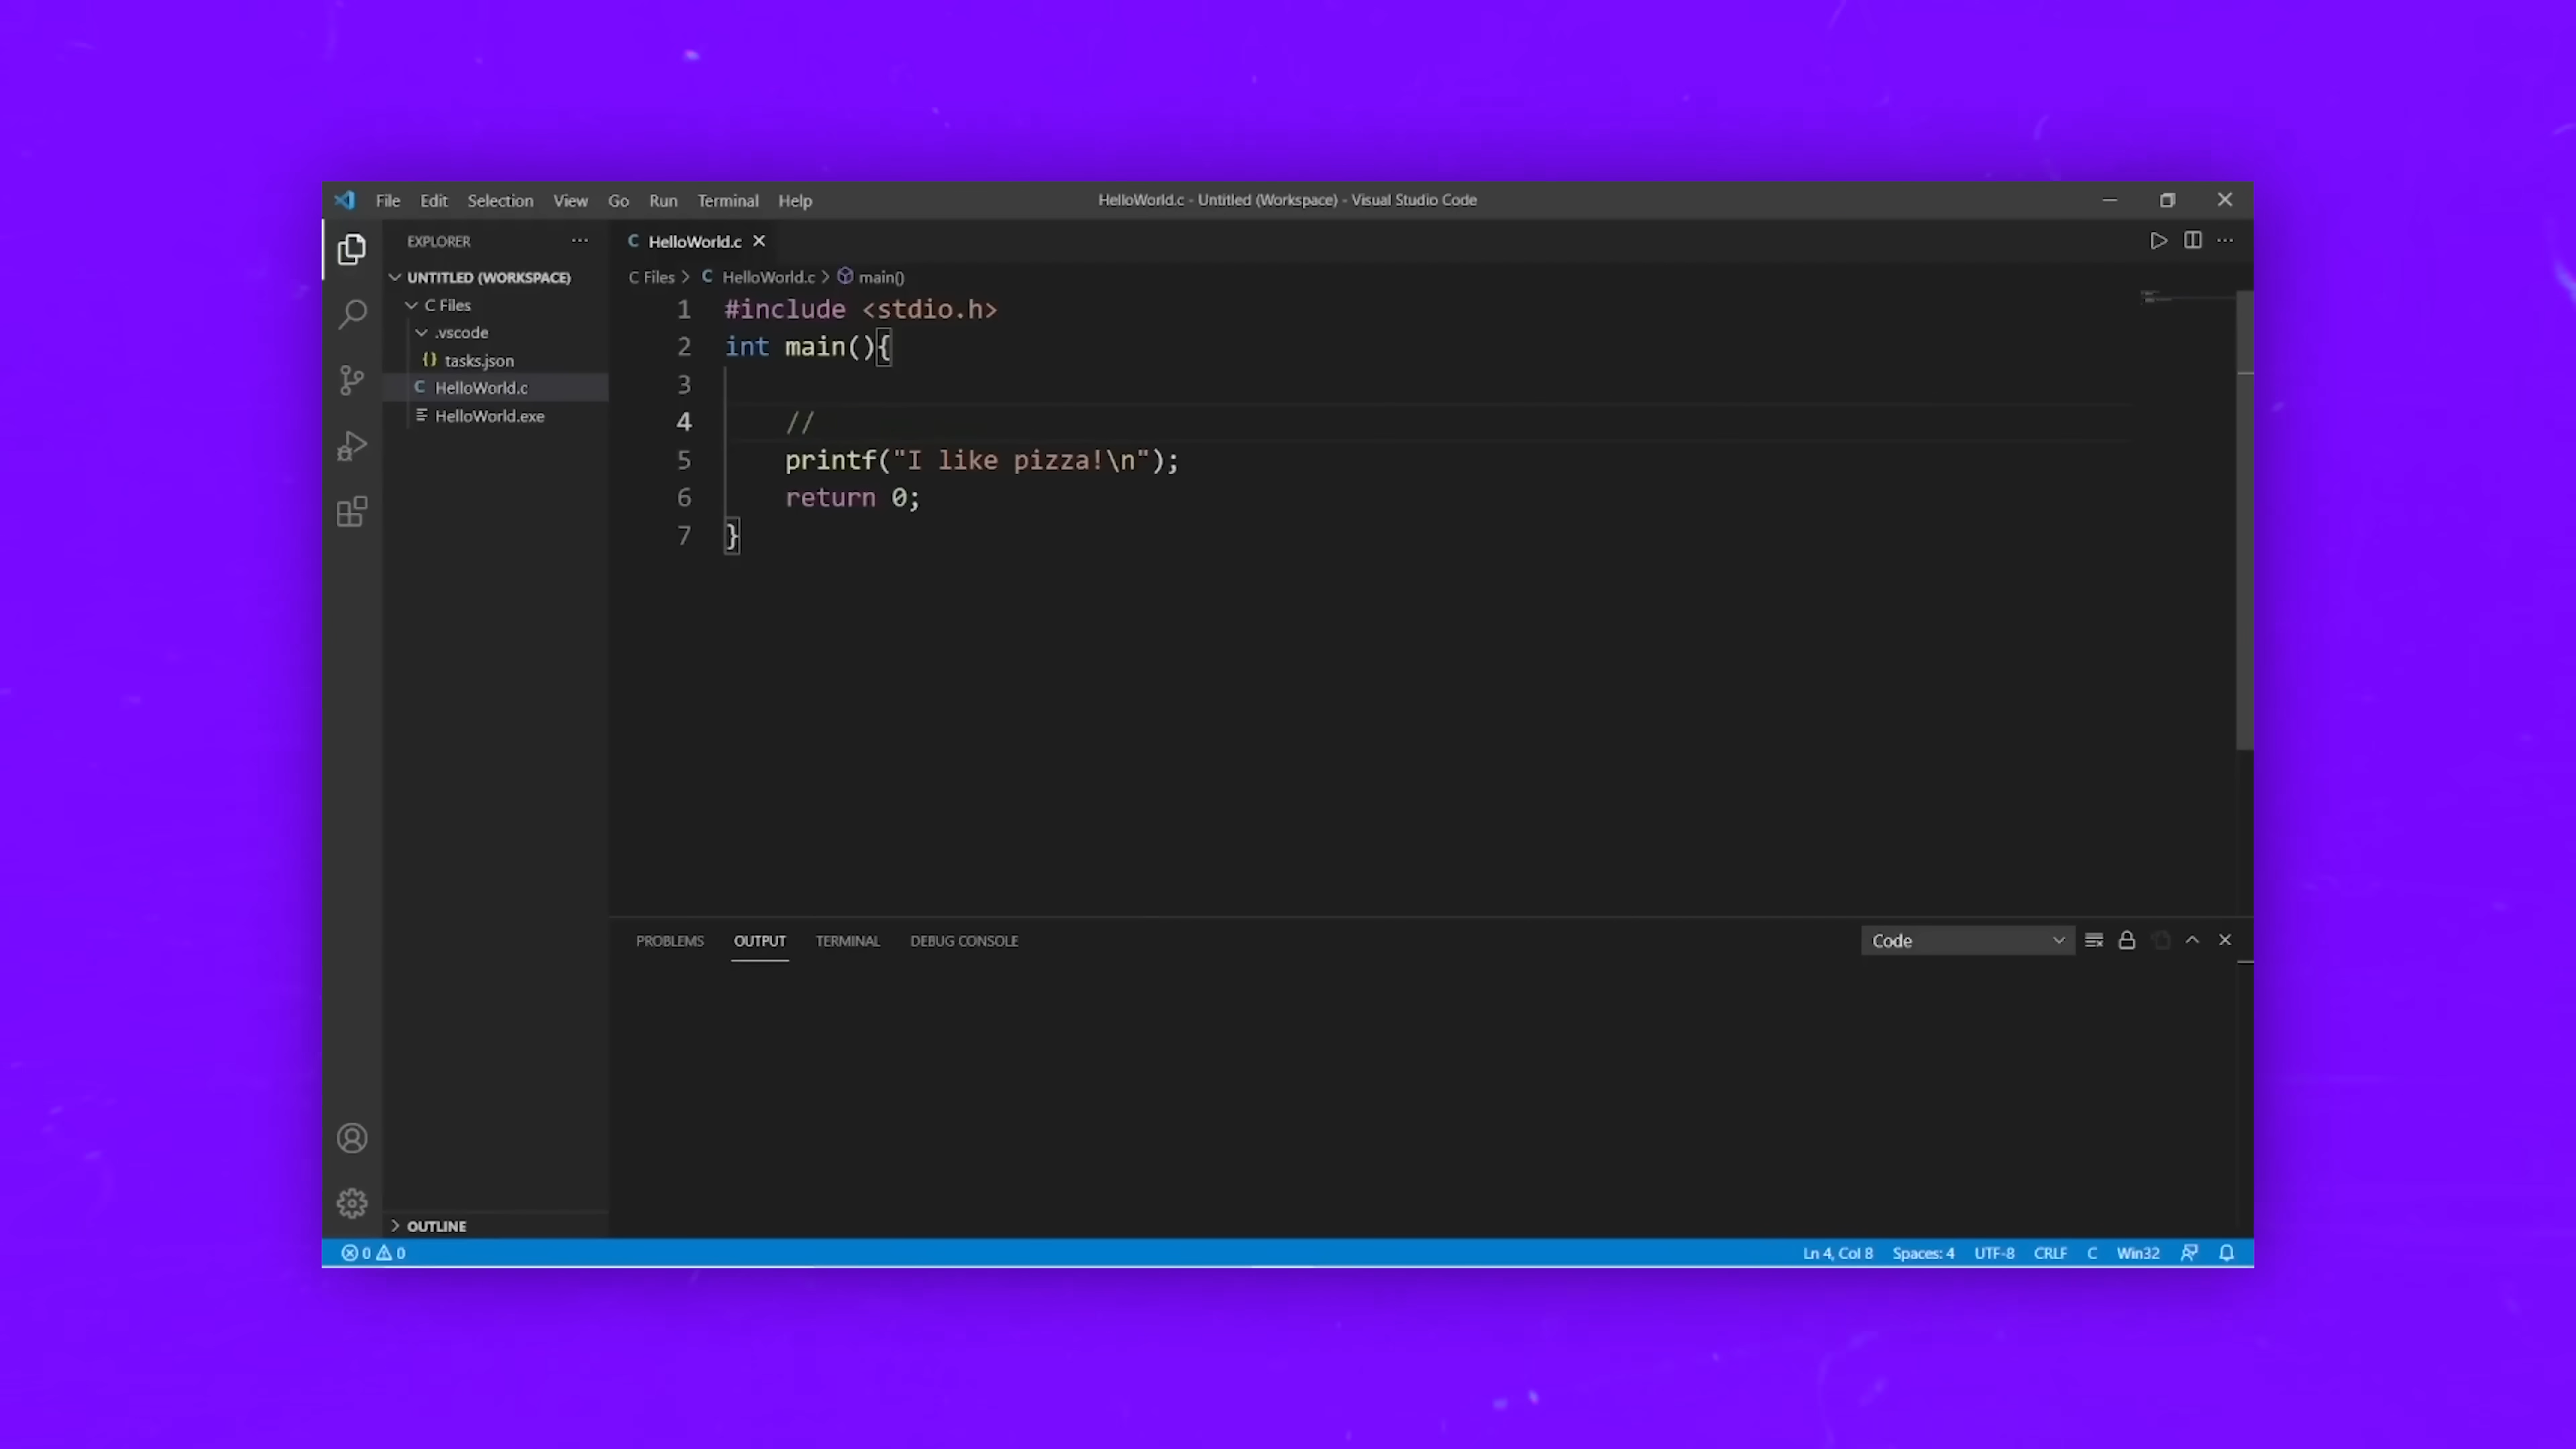 File Edit Selection View Go Run Terminal Help HelloWorld.c - Untitled (Workspace) - Visual Studio Code
EXPLORER ...
UNTITLED (WORKSPACE)
C Files
.vscode
{} tasks.json
C HelloWorld.c
HelloWorld.exe
OUTLINE
C HelloWorld.c
C Files > C HelloWorld.c > main()
1 #include <stdio.h>
2 int main(){
3
4     //
5     printf("I like pizza!\n");
6     return 0;
7 }
PROBLEMS OUTPUT TERMINAL DEBUG CONSOLE Code
0 0 Ln 4, Col 8 Spaces: 4 UTF-8 CRLF C Win32